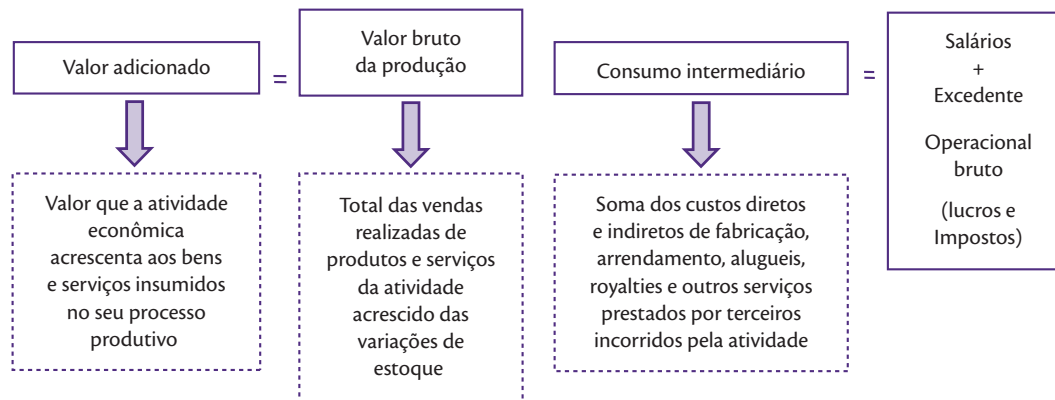 Valor adicionado
=
Valor bruto
da produção
Consumo intermediário
=
Salários
+
Excedente
Operacional
bruto
(lucros e
Impostos)
Valor que a atividade
econômica
acrescenta aos bens
e serviços insumidos
no seu processo
produtivo
Total das vendas
realizadas de
produtos e serviços
da atividade
acrescido das
variações de
estoque
Soma dos custos diretos
e indiretos de fabricação,
arrendamento, alugueis,
royalties e outros serviços
prestados por terceiros
incorridos pela atividade